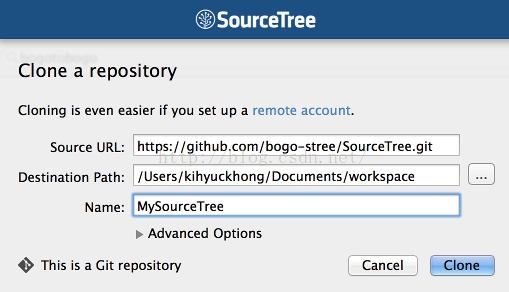 SourceTree
Clone a repository
Cloning is even easier if you set up a remote account.
Source URL: https://github.com/bogo-stree/SourceTree.git
http://blog.csdn.net/
Destination Path: /Users/kihyuckhong/Documents/workspace ...
Name: MySourceTree
Advanced Options
This is a Git repository Cancel Clone